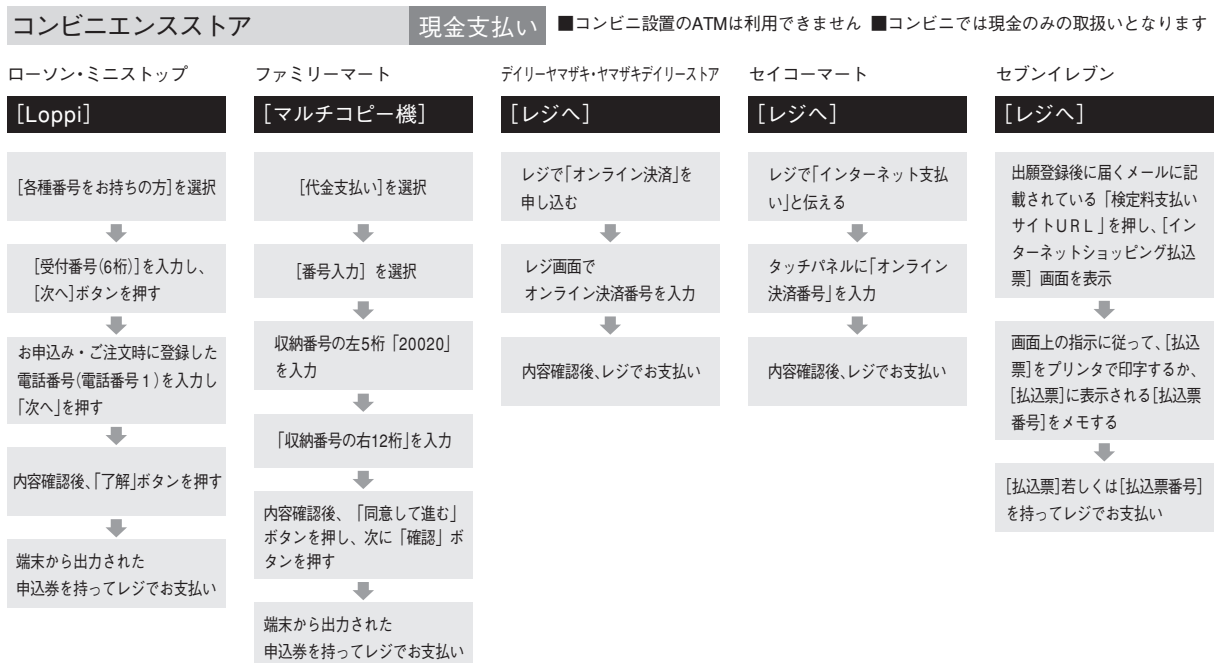 コンビニエンスストア
現金支払い
■コンビニ設置のATMは利用できません ■コンビニでは現金のみの取扱いとなります
ローソン・ミニストップ
[Loppi]
[各種番号をお持ちの方]を選択
[受付番号(6桁)]を入力し、
[次へ]ボタンを押す
お申込み・ご注文時に登録した
電話番号(電話番号1)を入力し
「次へ」を押す
内容確認後、「了解」ボタンを押す
端末から出力された
申込券を持ってレジでお支払い
ファミリーマート
[マルチコピー機]
[代金支払い]を選択
[番号入力] を選択
収納番号の左5桁「20020」
を入力
「収納番号の右12桁」を入力
内容確認後、「同意して進む」
ボタンを押し、次に「確認」ボ
タンを押す
端末から出力された
申込券を持ってレジでお支払い
デイリーヤマザキ・ヤマザキデイリーストア
[レジへ]
レジで「オンライン決済」を
申し込む
レジ画面で
オンライン決済番号を入力
内容確認後、レジでお支払い
セイコーマート
[レジへ]
レジで「インターネット支払
い」と伝える
タッチパネルに「オンライン
決済番号」を入力
内容確認後、レジでお支払い
セブンイレブン
[レジへ]
出願登録後に届くメールに記
載されている「検定料支払い
サイトURL」を押し、[イン
ターネットショッピング払込
票] 画面を表示
画面上の指示に従って、[払込
票]をプリンタで印字するか、
[払込票]に表示される[払込票
番号]をメモする
[払込票]若しくは[払込票番号]
を持ってレジでお支払い